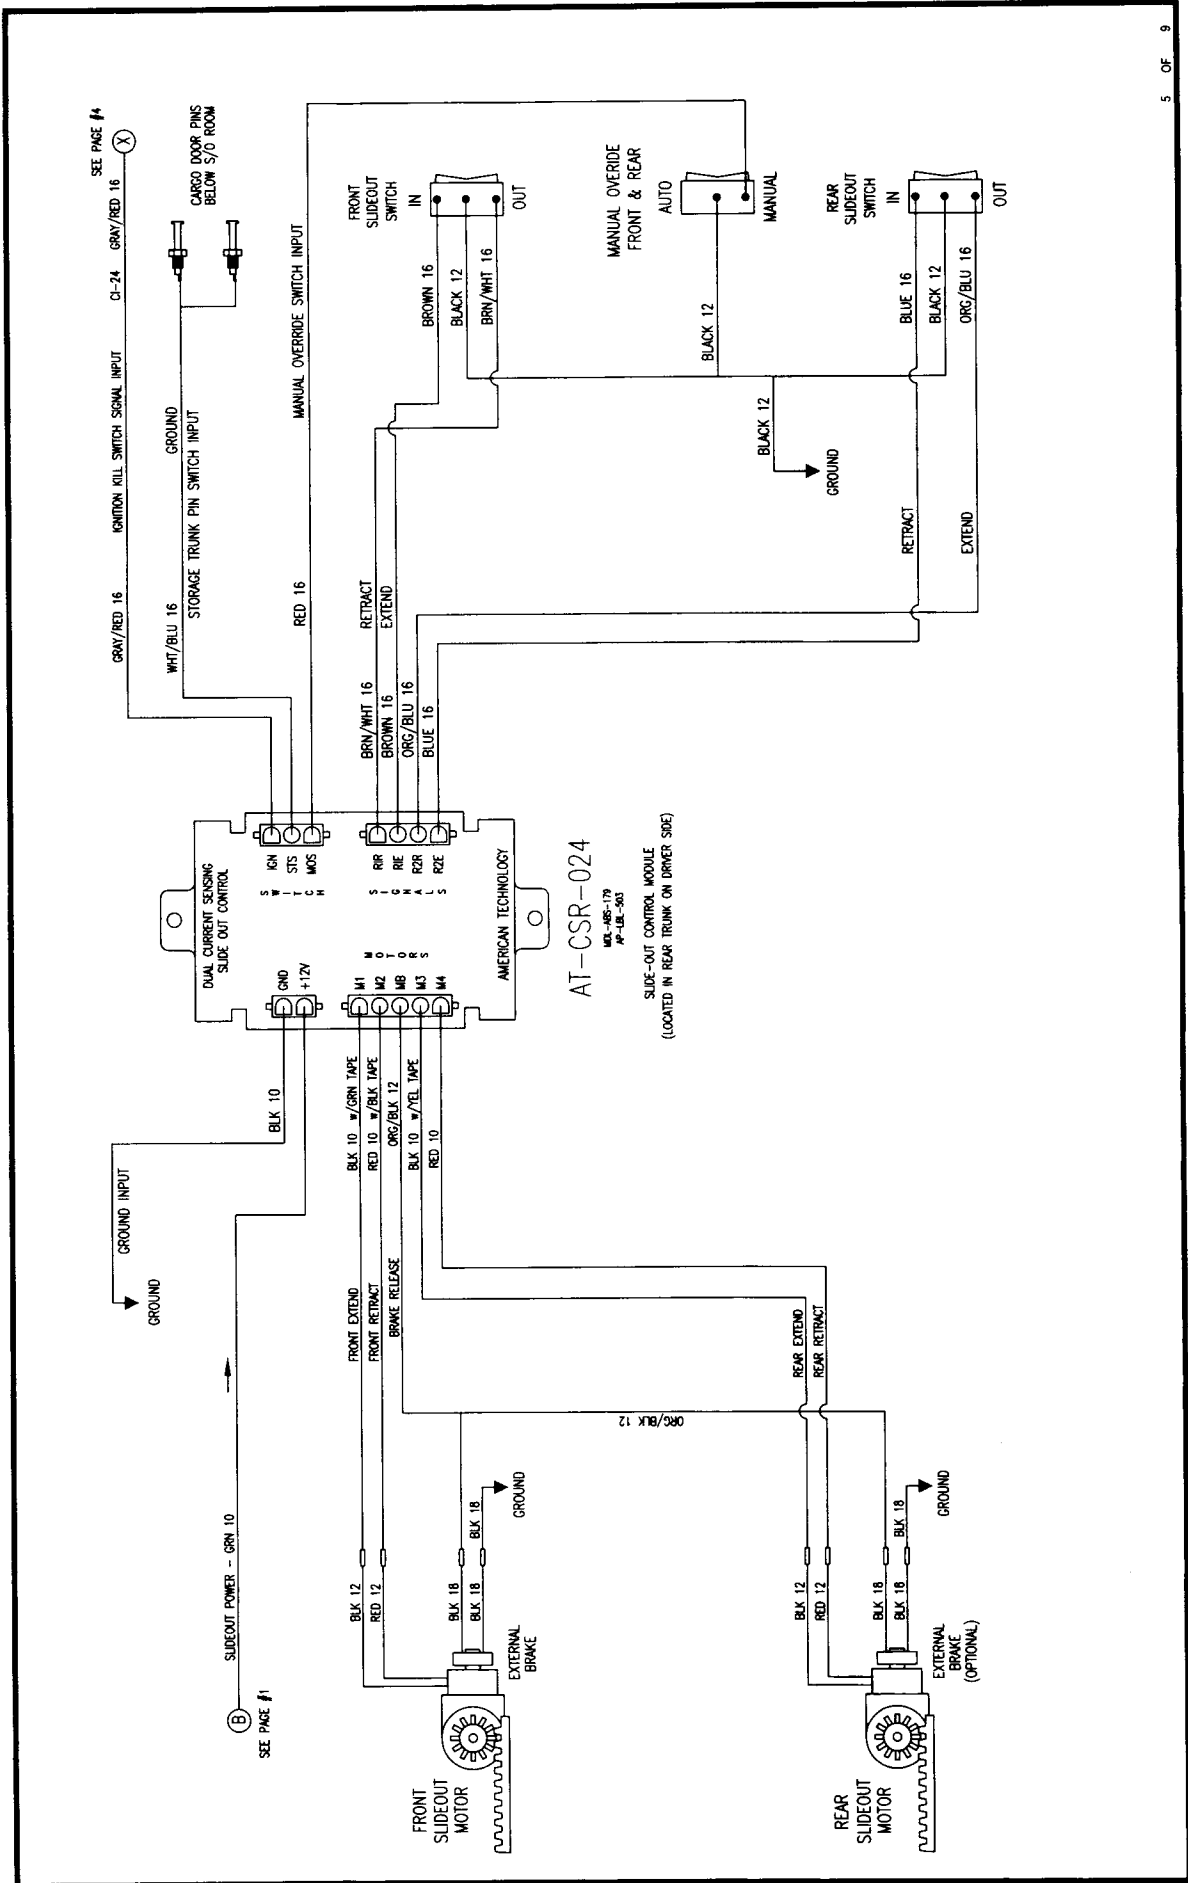 SEE PAGE #1
B
SLIDEOUT POWER - GRN 10
GROUND
GROUND INPUT
BLK 10
GND
+12V
DUAL CURRENT SENSING
SLIDE OUT CONTROL
IGN
STS
MOS
SWITCH
GRAY/RED 16
IGNITION KILL SWITCH SIGNAL INPUT
CI-24
GRAY/RED 16
SEE PAGE #4
X
WHT/BLU 16
GROUND
STORAGE TRUNK PIN SWITCH INPUT
CARGO DOOR PINS
BELOW S/O ROOM
RED 16
MANUAL OVERRIDE SWITCH INPUT
FRONT
SLIDEOUT
MOTOR
EXTERNAL
BRAKE
BLK 12
RED 12
BLK 18
BLK 18
BLK 18
GROUND
FRONT EXTEND
FRONT RETRACT
BRAKE RELEASE
BLK 10 w/GRN TAPE
RED 10 w/BLK TAPE
ORG/BLK 12
BLK 10 w/YEL TAPE
RED 10
M1
M2
MB
M3
M4
MOTORS
SIGNALS
R1R
R1E
R2R
R2E
AMERICAN TECHNOLOGY
BRN/WHT 16
BROWN 16
ORG/BLU 16
BLUE 16
RETRACT
EXTEND
BROWN 16
BLACK 12
BRN/WHT 16
FRONT
SLIDEOUT
SWITCH
IN
OUT
AT-CSR-024
MDL-ABS-179
AP-LBL-503
SLIDE-OUT CONTROL MODULE
(LOCATED IN REAR TRUNK ON DRIVER SIDE)
MANUAL OVERIDE
FRONT & REAR
AUTO
MANUAL
BLACK 12
BLACK 12
GROUND
ORG/BLK 12
REAR
SLIDEOUT
MOTOR
EXTERNAL
BRAKE
(OPTIONAL)
BLK 12
RED 12
BLK 18
BLK 18
BLK 18
GROUND
REAR EXTEND
REAR RETRACT
RETRACT
EXTEND
BLUE 16
BLACK 12
ORG/BLU 16
REAR
SLIDEOUT
SWITCH
IN
OUT
5 OF 9